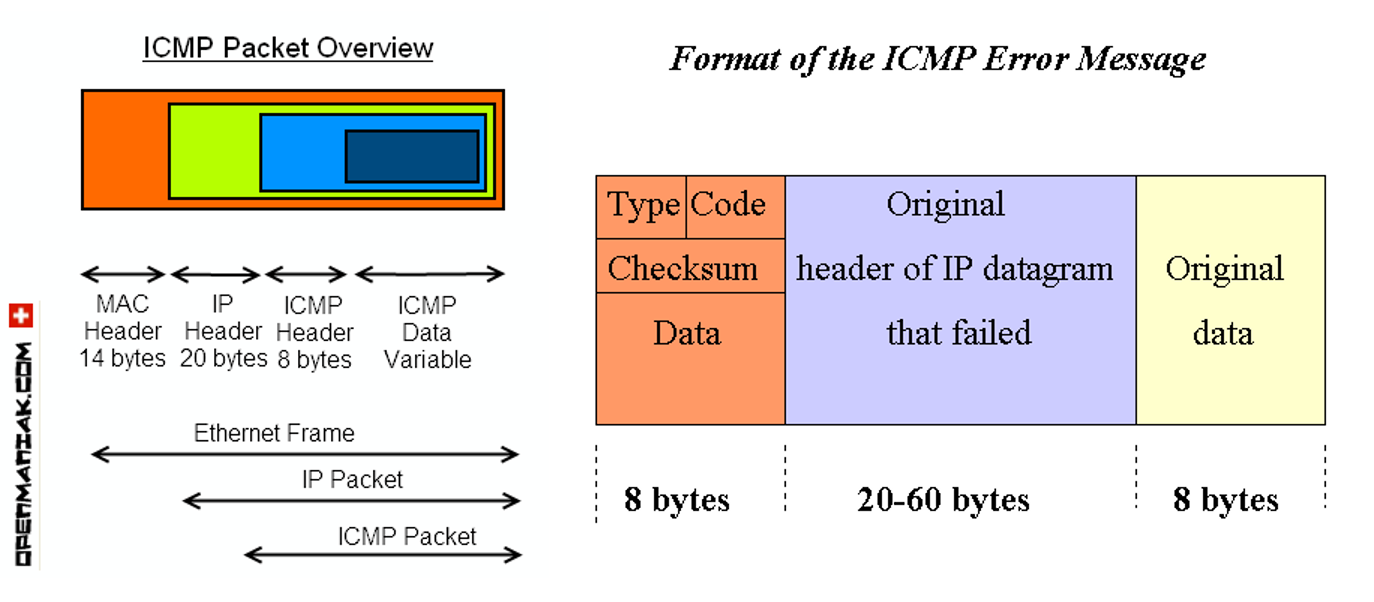 ICMP Packet Overview
MAC
Header
14 bytes
IP
Header
20 bytes
ICMP
Header
8 bytes
ICMP
Data
Variable
Ethernet Frame
IP Packet
ICMP Packet
OPENMANIAK.COM
Format of the ICMP Error Message
Type Code
Checksum
Data
Original
header of IP datagram
that failed
Original
data
8 bytes
20-60 bytes
8 bytes